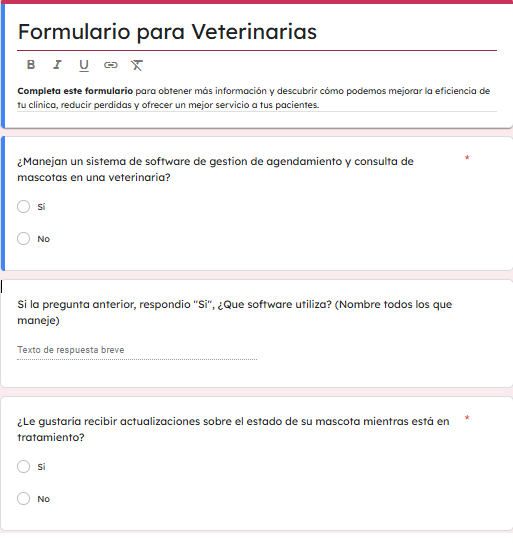 Formulario para Veterinarias
B I U
Completa este formulario para obtener más información y descubrir cómo podemos mejorar la eficiencia de
tu clínica, reducir perdidas y ofrecer un mejor servicio a tus pacientes.
¿Manejan un sistema de software de gestion de agendamiento y consulta de *
mascotas en una veterinaria?
Sí
No
Si la pregunta anterior, respondio "Si", ¿Que software utiliza? (Nombre todos los que
maneje)
Texto de respuesta breve
¿Le gustaría recibir actualizaciones sobre el estado de su mascota mientras está en *
tratamiento?
Si
No